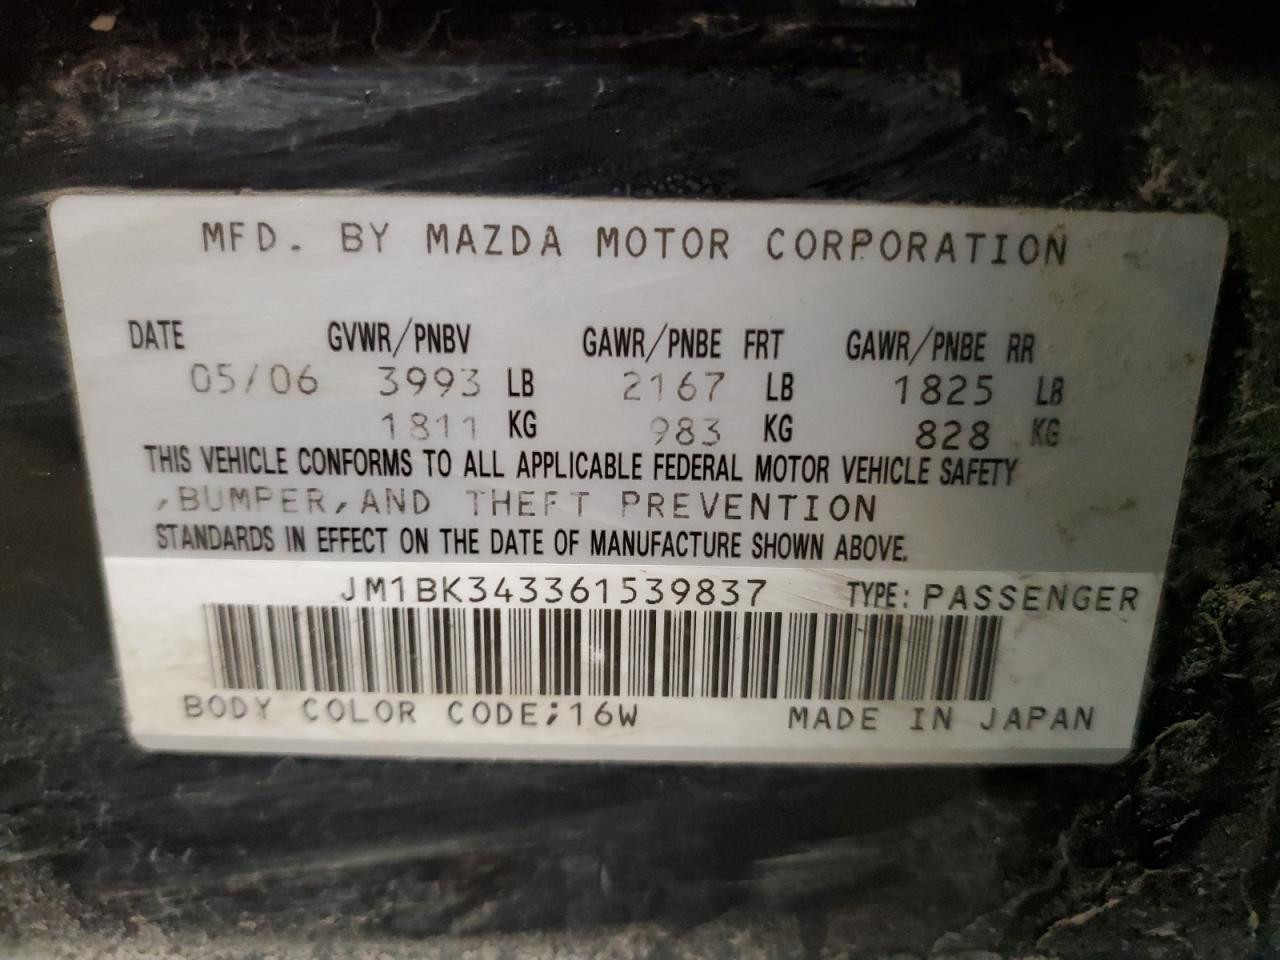 MFD. BY MAZDA MOTOR CORPORATION
DATE GVWR/PNBV GAWR/PNBE FRT GAWR/PNBE RR
05/06 3993 LB 2167 LB 1825 LB
1811 KG 983 KG 828 KG
THIS VEHICLE CONFORMS TO ALL APPLICABLE FEDERAL MOTOR VEHICLE SAFETY
,BUMPER,AND THEFT PREVENTION
STANDARDS IN EFFECT ON THE DATE OF MANUFACTURE SHOWN ABOVE.
JM1BK343361539837 TYPE: PASSENGER
BODY COLOR CODE;16W MADE IN JAPAN